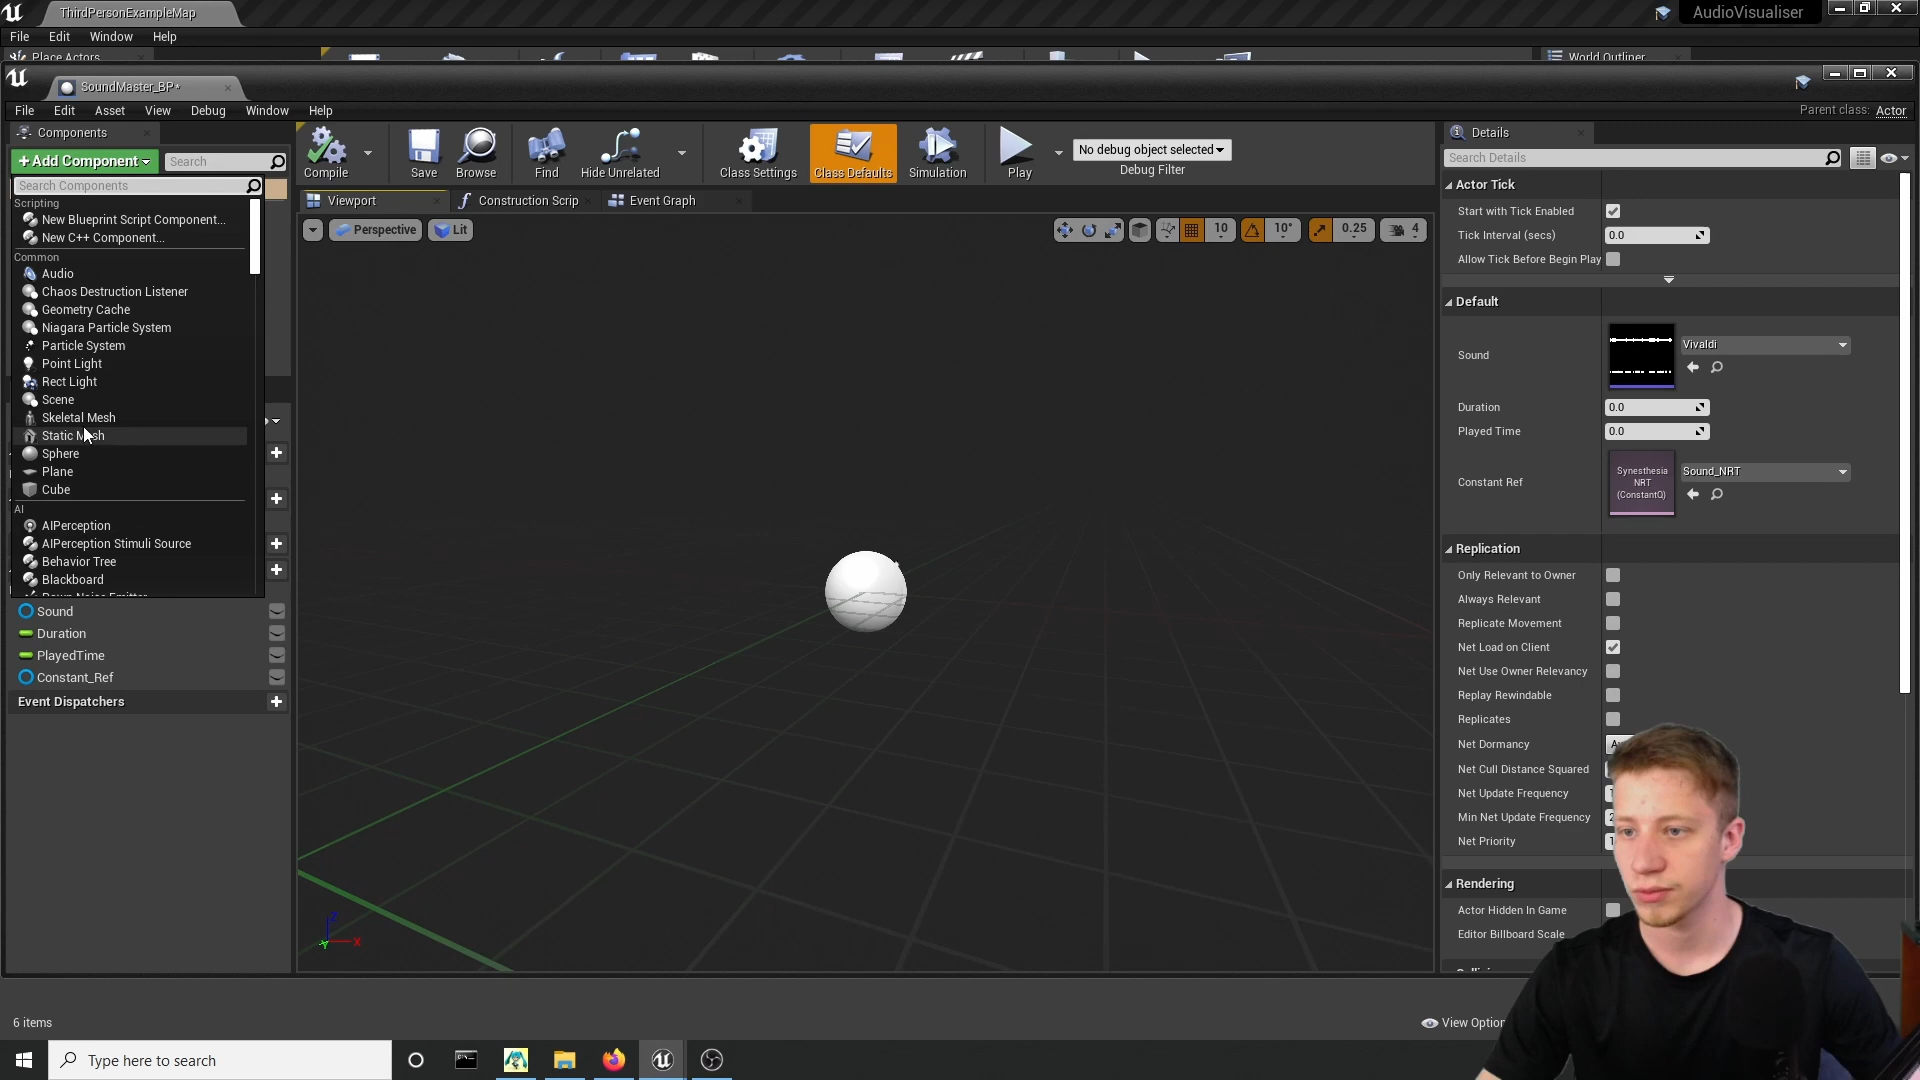 ThirdPersonExampleMap
AudioVisualiser
File Edit Window Help
Place Actors
World Outliner
SoundMaster_BP*
File Edit Asset View Debug Window Help
Parent class: Actor
Components
+Add Component
Search
Search Components
Scripting
New Blueprint Script Component...
New C++ Component...
Common
Audio
Chaos Destruction Listener
Geometry Cache
Niagara Particle System
Particle System
Point Light
Rect Light
Scene
Skeletal Mesh
Static Mesh
Sphere
Plane
Cube
AI
AIPerception
AIPerception Stimuli Source
Behavior Tree
Blackboard
Pawn Noise Emitter
Sound
Duration
PlayedTime
Constant_Ref
Event Dispatchers
Compile
Save
Browse
Find
Hide Unrelated
Class Settings
Class Defaults
Simulation
Play
No debug object selected
Debug Filter
Viewport
Construction Scrip
Event Graph
Perspective
Lit
10
10°
0.25
4
Z
Y
X
Details
Search Details
Actor Tick
Start with Tick Enabled
Tick Interval (secs) 0.0
Allow Tick Before Begin Play
Default
Sound
Vivaldi
Duration 0.0
Played Time 0.0
Constant Ref
Synesthesia
NRT
(ConstantQ)
Sound_NRT
Replication
Only Relevant to Owner
Always Relevant
Replicate Movement
Net Load on Client
Net Use Owner Relevancy
Replay Rewindable
Replicates
Net Dormancy
Net Cull Distance Squared
Net Update Frequency
Min Net Update Frequency
Net Priority
Rendering
Actor Hidden In Game
Editor Billboard Scale
6 items
View Option
Type here to search